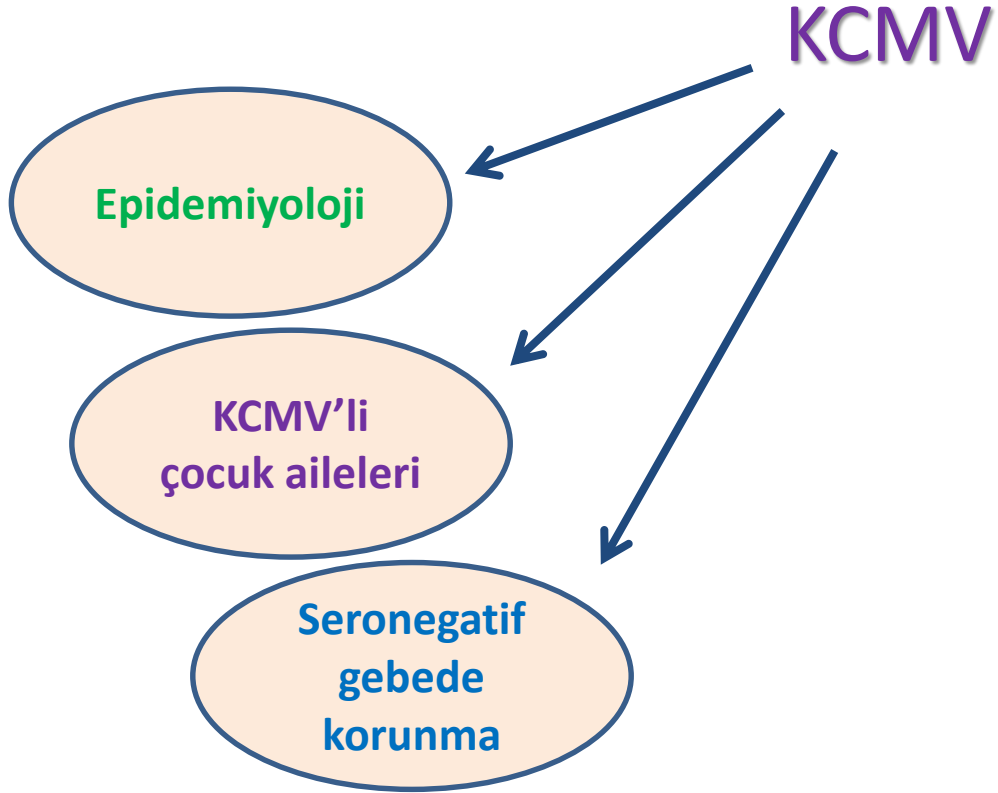 KCMV
Epidemiyoloji
KCMV’li
çocuk aileleri
Seronegatif
gebede
korunma